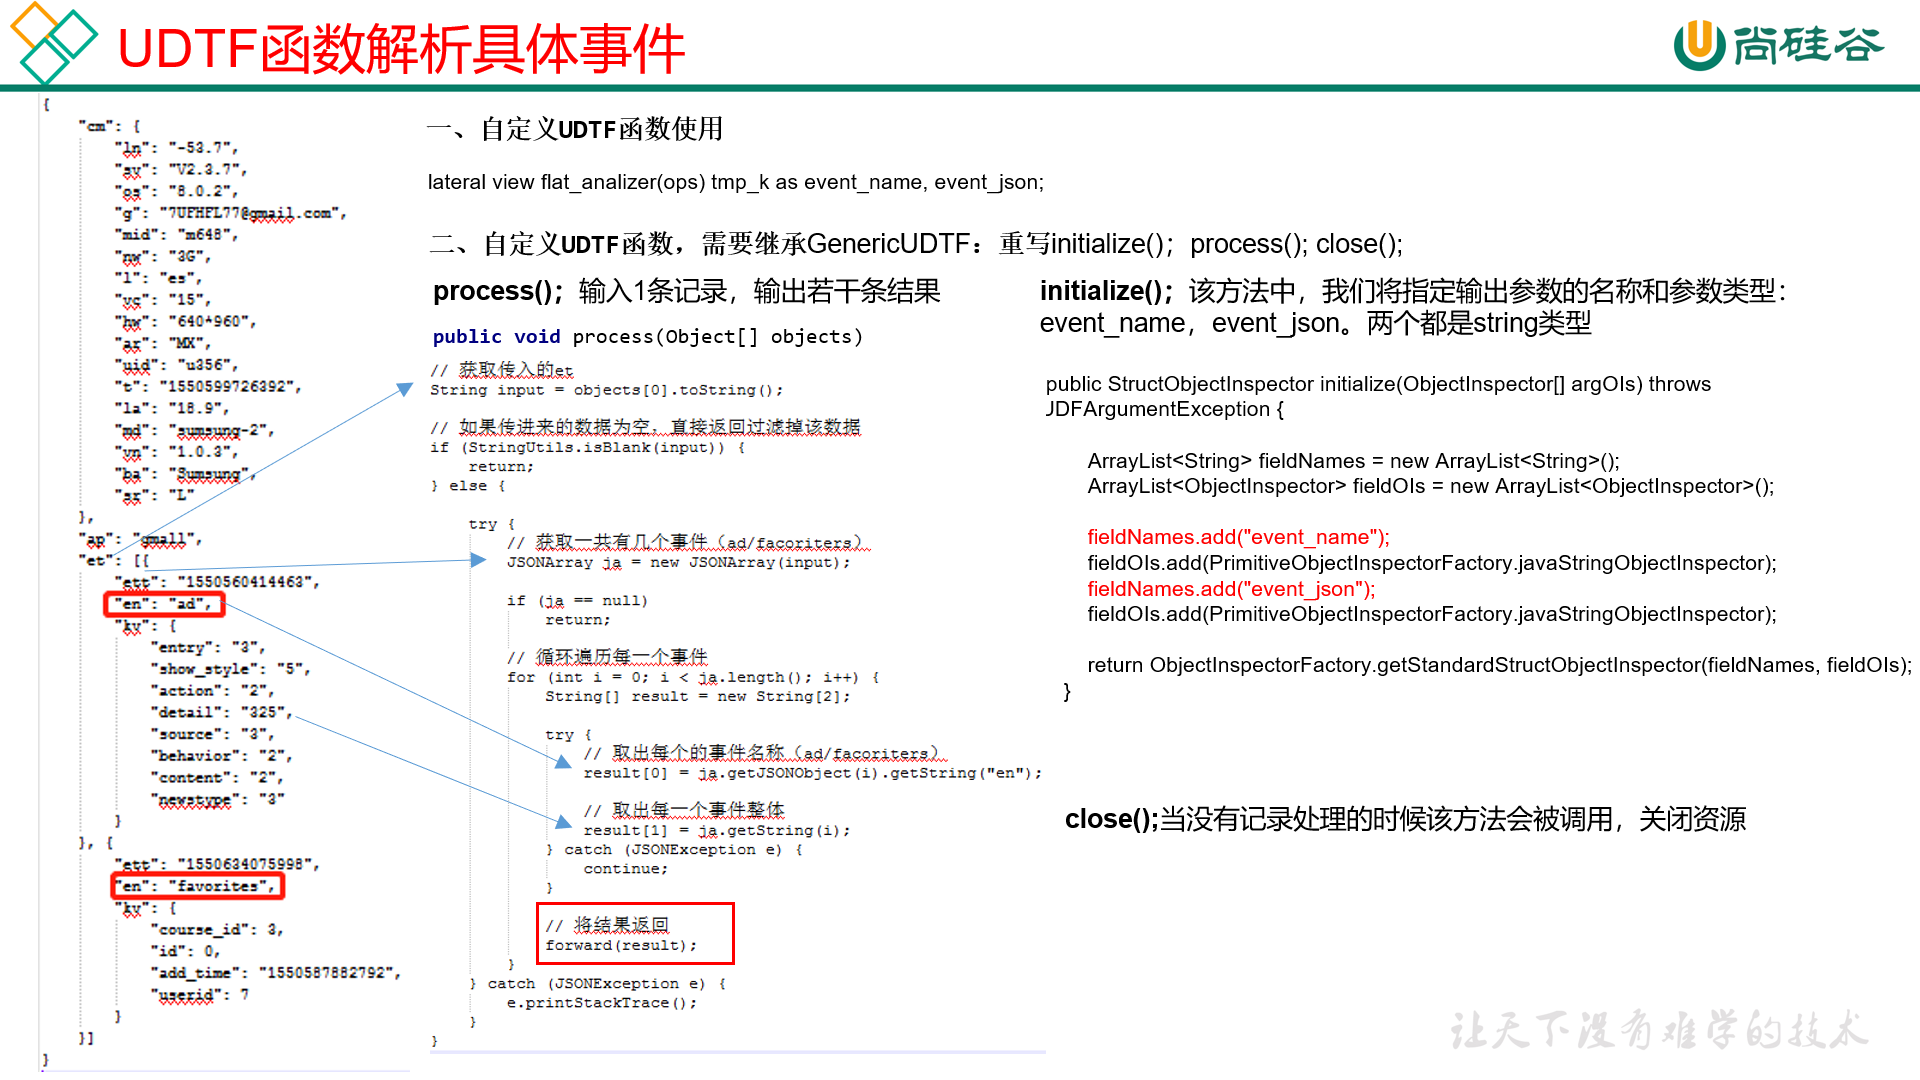 UDTF函数解析具体事件
尚硅谷
{
"cm": {
"ln": "-53.7",
"sv": "V2.3.7",
"os": "8.0.2",
"g": "7UFHFL77@gmail.com",
"mid": "m648",
"nw": "3G",
"l": "es",
"vc": "15",
"hw": "640*960",
"ar": "MX",
"uid": "u356",
"t": "1550599726392",
"la": "18.9",
"md": "sumsung-2",
"vn": "1.0.3",
"ba": "Sumsung",
"sr": "L"
},
"ap": "gmall",
"et": [{
"ett": "1550560414463",
"en": "ad",
"kv": {
"entry": "3",
"show_style": "5",
"action": "2",
"detail": "325",
"source": "3",
"behavior": "2",
"content": "2",
"newstype": "3"
}
}, {
"ett": "1550634075998",
"en": "favorites",
"kv": {
"course_id": 3,
"id": 0,
"add_time": "1550587882792",
"userid": 7
}
}]
}
一、自定义UDTF函数使用
lateral view flat_analizer(ops) tmp_k as event_name, event_json;
二、自定义UDTF函数，需要继承GenericUDTF：重写initialize()；process(); close();
process()；输入1条记录，输出若干条结果
public void process(Object[] objects)
// 获取传入的et
String input = objects[0].toString();
// 如果传进来的数据为空，直接返回过滤掉该数据
if (StringUtils.isBlank(input)) {
return;
} else {
try {
// 获取一共有几个事件（ad/facoriters）
JSONArray ja = new JSONArray(input);
if (ja == null)
return;
// 循环遍历每一个事件
for (int i = 0; i < ja.length(); i++) {
String[] result = new String[2];
try {
// 取出每个的事件名称（ad/facoriters）
result[0] = ja.getJSONObject(i).getString("en");
// 取出每一个事件整体
result[1] = ja.getString(i);
} catch (JSONException e) {
continue;
}
// 将结果返回
forward(result);
}
} catch (JSONException e) {
e.printStackTrace();
}
}
initialize()；该方法中，我们将指定输出参数的名称和参数类型：
event_name，event_json。两个都是string类型
public StructObjectInspector initialize(ObjectInspector[] argOIs) throws
UDFArgumentException {
ArrayList<String> fieldNames = new ArrayList<String>();
ArrayList<ObjectInspector> fieldOIs = new ArrayList<ObjectInspector>();
fieldNames.add("event_name");
fieldOIs.add(PrimitiveObjectInspectorFactory.javaStringObjectInspector);
fieldNames.add("event_json");
fieldOIs.add(PrimitiveObjectInspectorFactory.javaStringObjectInspector);
return ObjectInspectorFactory.getStandardStructObjectInspector(fieldNames, fieldOIs);
}
close();当没有记录处理的时候该方法会被调用，关闭资源
让天下没有难学的技术